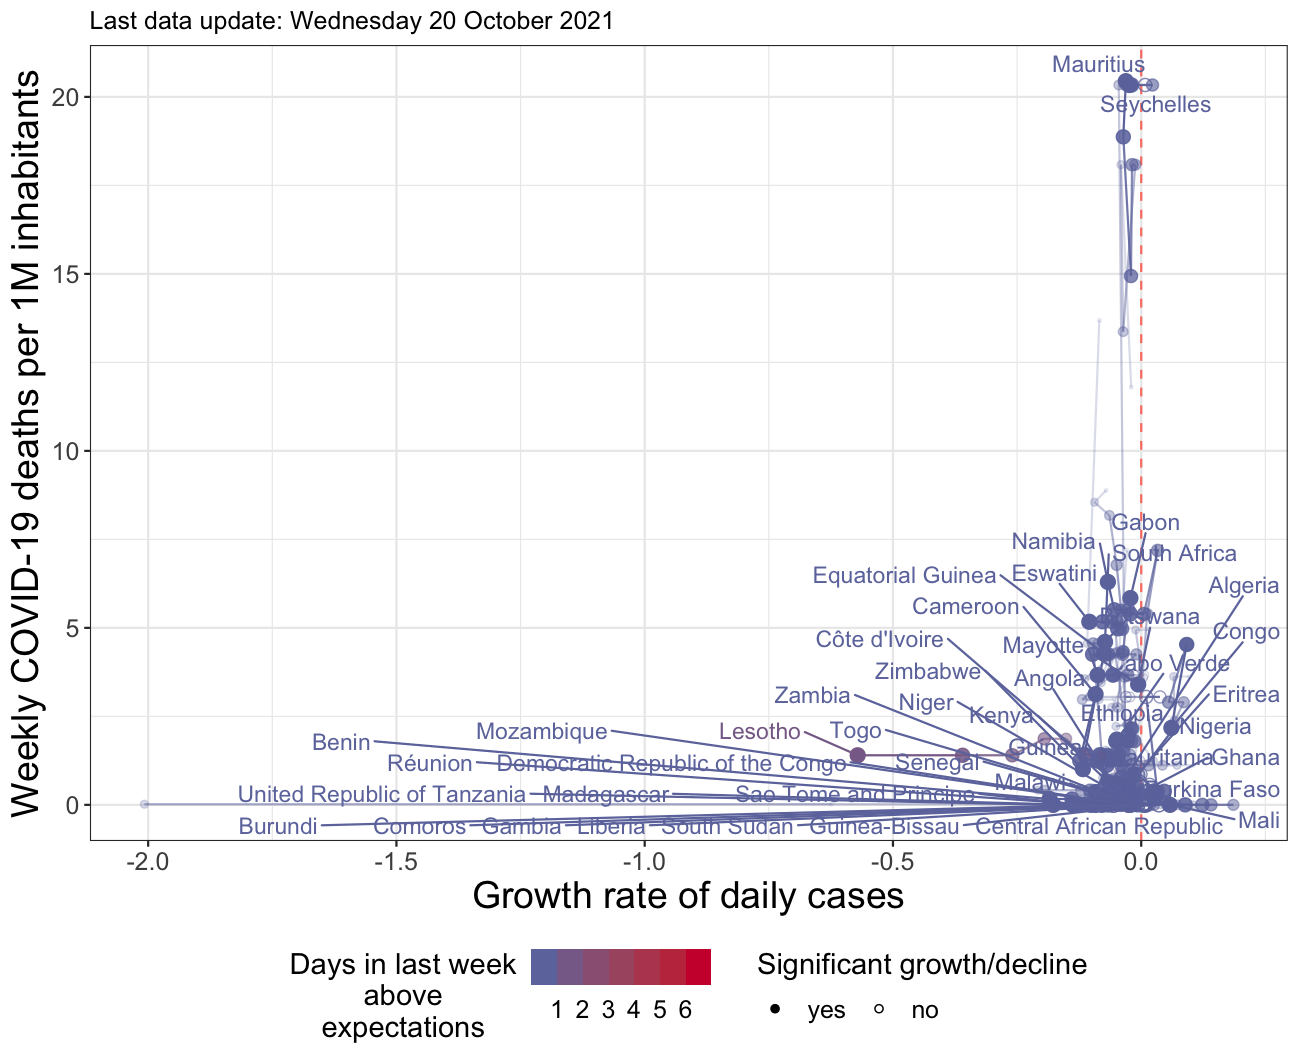 Last data update: Wednesday 20 October 2021
Weekly COVID-19 deaths per 1M inhabitants
20
15
10
5
0
Mauritius
Seychelles
Gabon
Namibia
South Africa
Equatorial Guinea
Eswatini
Algeria
Cameroon
Botswana
Congo
Côte d'Ivoire
Mayotte
Cabo Verde
Zimbabwe
Angola
Zambia
Niger
Eritrea
Kenya
Ethiopia
Mozambique
Lesotho
Togo
Nigeria
Benin
Guinea
Réunion
Democratic Republic of the Congo
Senegal
Mauritania
Ghana
Malawi
Burkina Faso
United Republic of Tanzania
Madagascar
Sao Tome and Principe
Mali
Burundi
Comoros
Gambia
Liberia
South Sudan
Guinea-Bissau
Central African Republic
-2.0
-1.5
-1.0
-0.5
0.0
Growth rate of daily cases
Days in last week
above
expectations
1 2 3 4 5 6
Significant growth/decline
yes
no